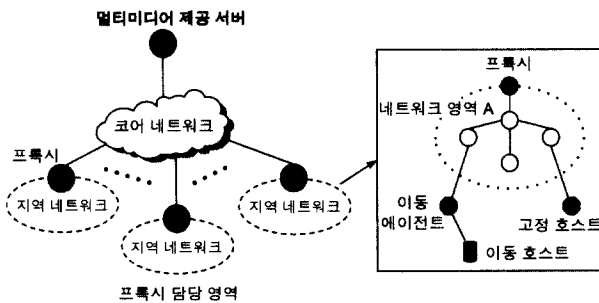 멀티미디어 제공 서버
코어 네트워크
프록시
지역 네트워크
지역 네트워크
지역 네트워크
프록시 담당 영역
프록시
네트워크 영역 A
이동
에이전트
고정 호스트
이동 호스트